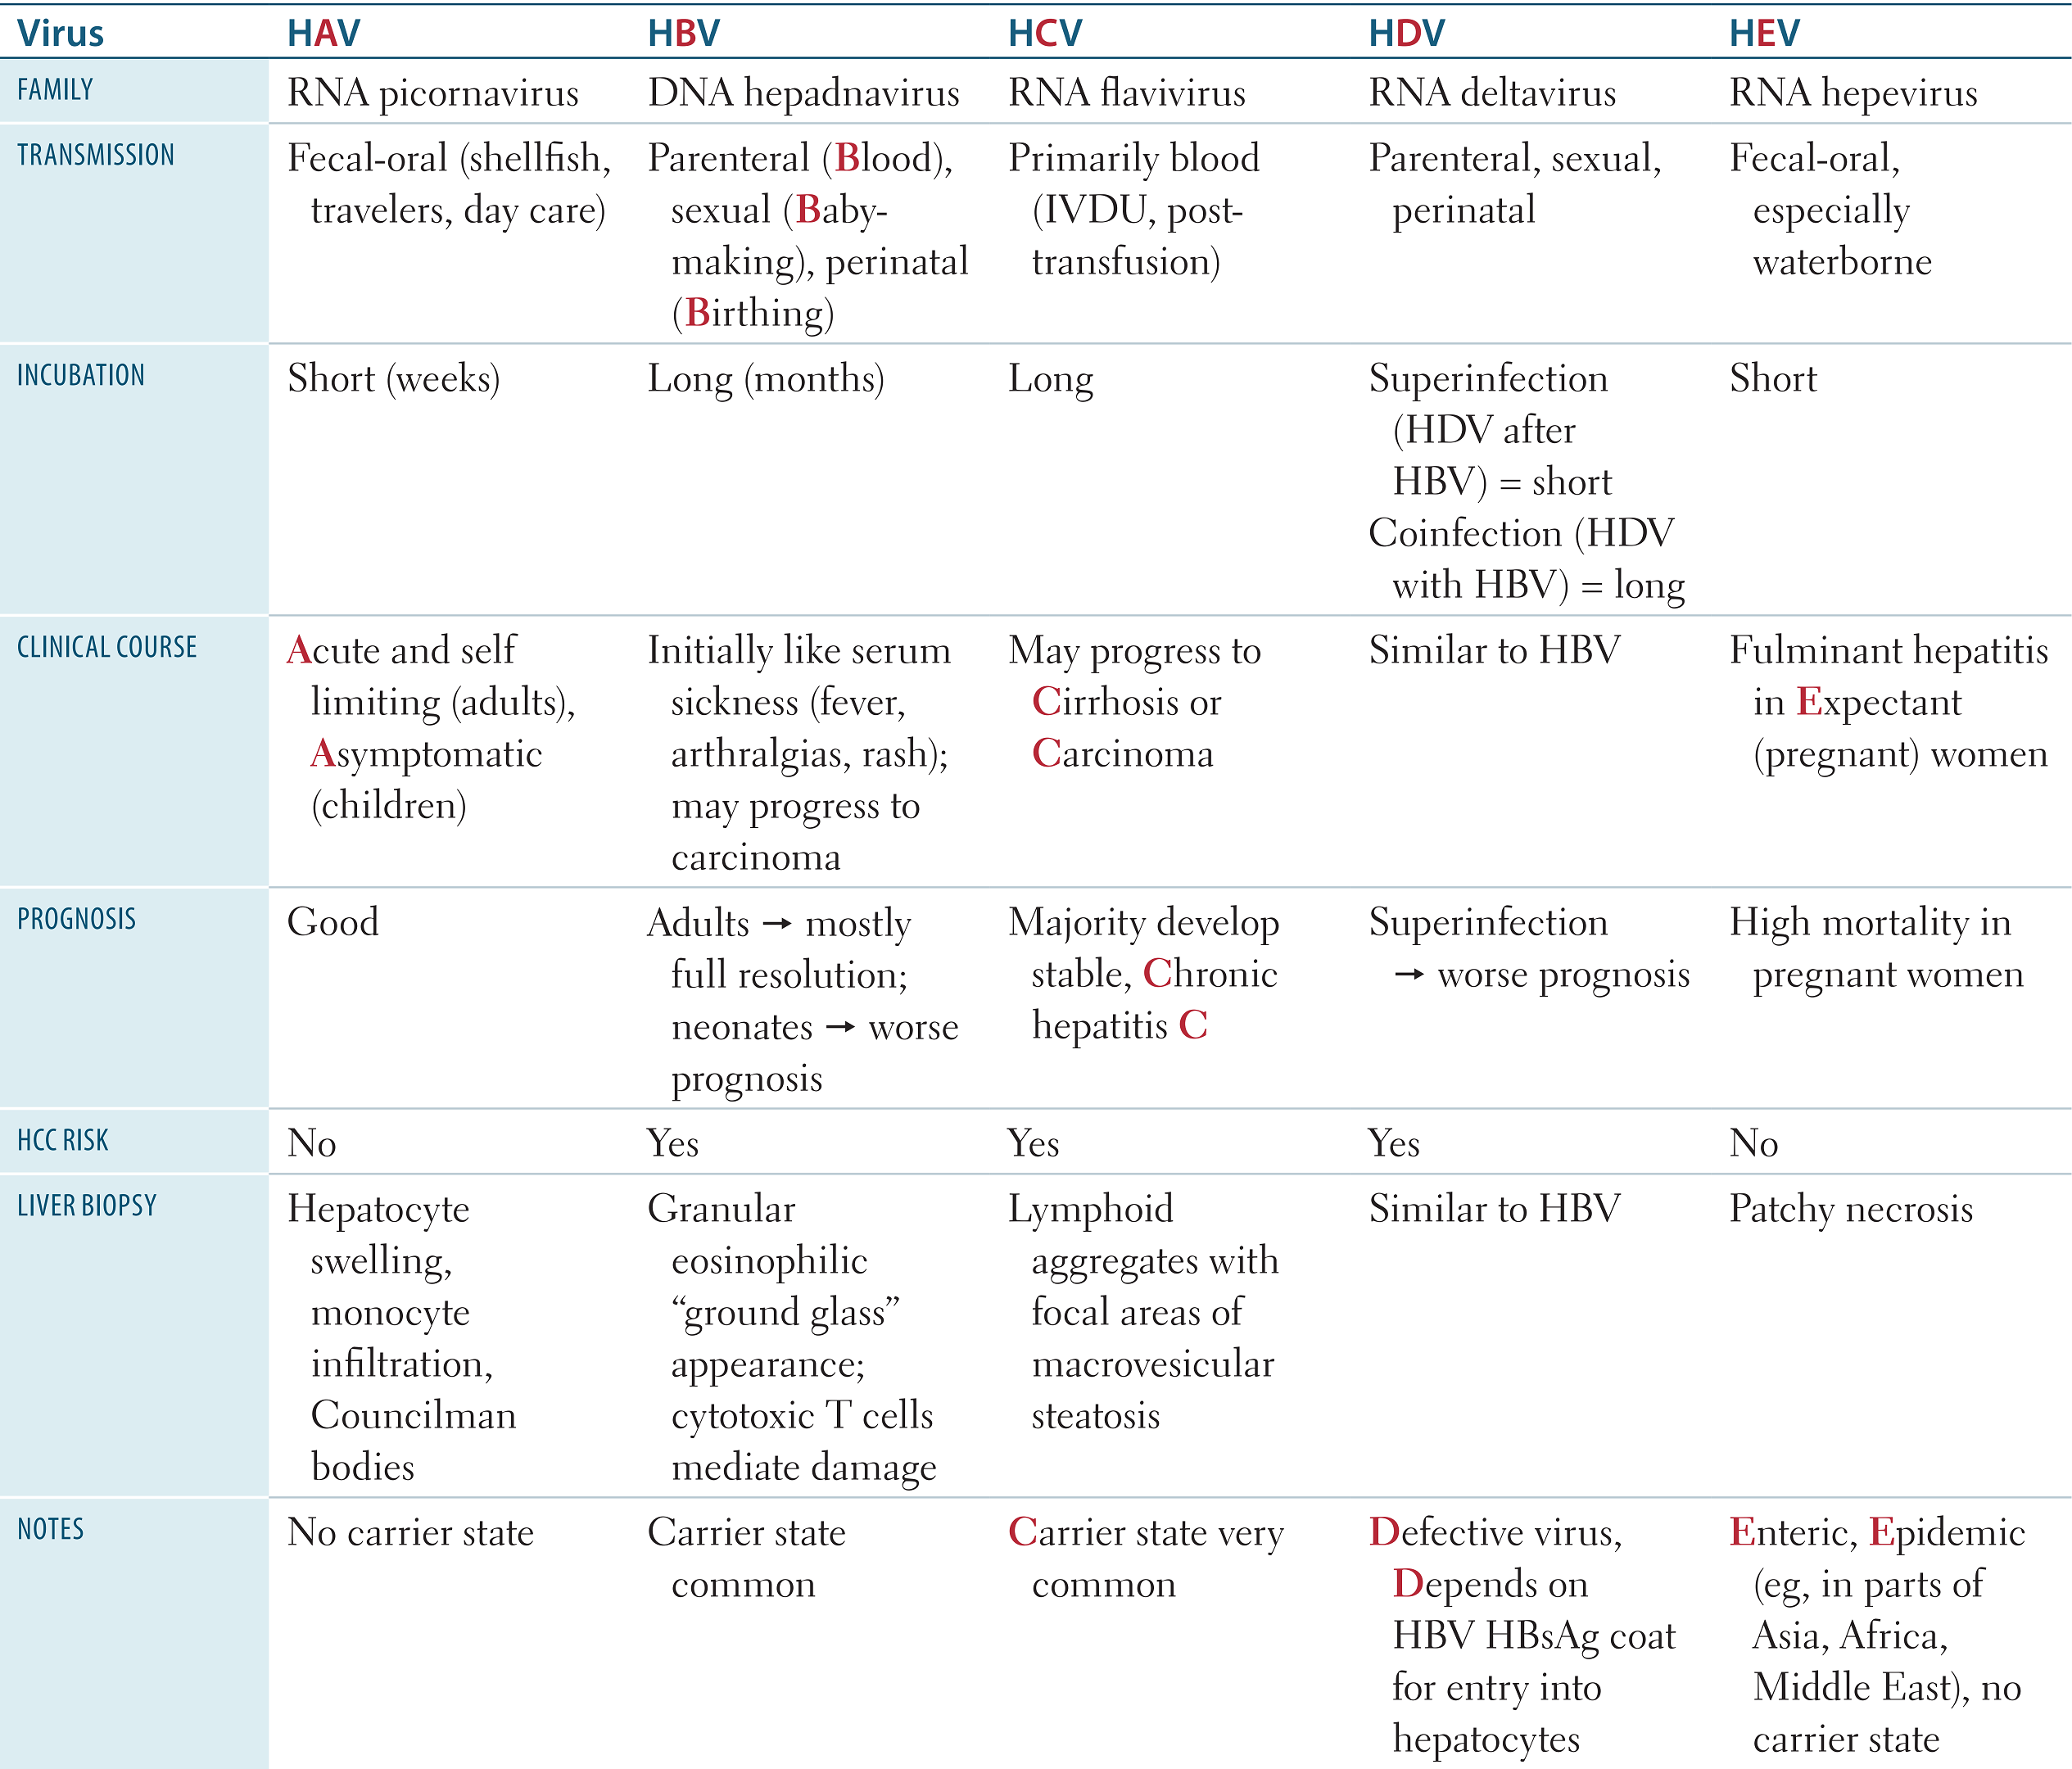 Virus HAV HBV HCV HDV HEV
FAMILY RNA picornavirus DNA hepadnavirus RNA flavivirus RNA deltavirus RNA hepevirus
TRANSMISSION Fecal-oral (shellfish, Parenteral (Blood), Primarily blood Parenteral, sexual, Fecal-oral,
travelers, day care) sexual (Baby- (IVDU, post- perinatal especially
making), perinatal transfusion) waterborne
(Birthing)
INCUBATION Short (weeks) Long (months) Long Superinfection Short
(HDV after
HBV) = short
Coinfection (HDV
with HBV) = long
CLINICAL COURSE Acute and self Initially like serum May progress to Similar to HBV Fulminant hepatitis
limiting (adults), sickness (fever, Cirrhosis or in Expectant
Asymptomatic arthralgias, rash); Carcinoma (pregnant) women
(children) may progress to
carcinoma
PROGNOSIS Good Adults → mostly Majority develop Superinfection High mortality in
full resolution; stable, Chronic → worse prognosis pregnant women
neonates → worse hepatitis C
prognosis
HCC RISK No Yes Yes Yes No
LIVER BIOPSY Hepatocyte Granular Lymphoid Similar to HBV Patchy necrosis
swelling, eosinophilic aggregates with
monocyte “ground glass” focal areas of
infiltration, appearance; macrovesicular
Councilman cytotoxic T cells steatosis
bodies mediate damage
NOTES No carrier state Carrier state Carrier state very Defective virus, Enteric, Epidemic
common common Depends on (eg, in parts of
HBV HBsAg coat Asia, Africa,
for entry into Middle East), no
hepatocytes carrier state